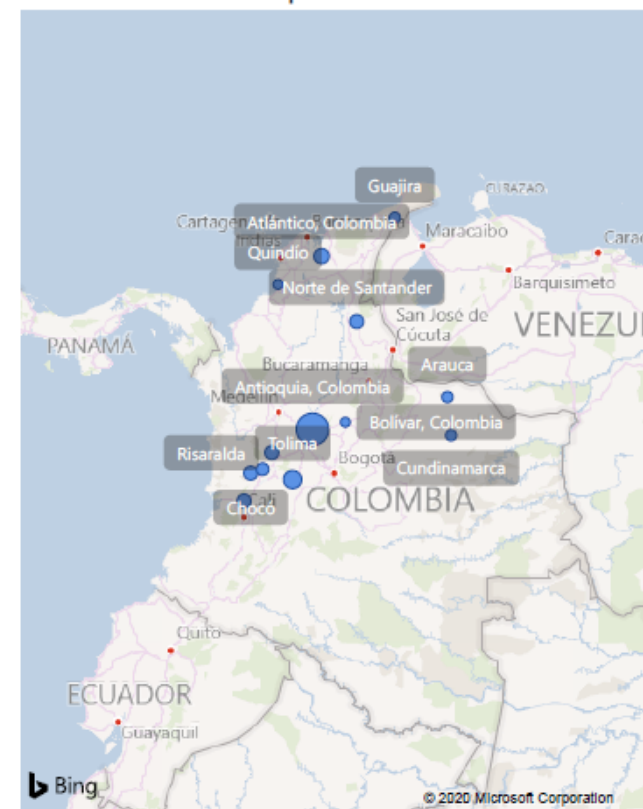 Guajira
CURAZAO
Atlántico, Colombia
Cartagen
Maracaibo
Cara
Quindío
Barquisimeto
Norte de Santander
San José de
Cúcuta
VENEZU
PANAMÁ
Bucaramanga
Arauca
Antioquia, Colombia
Medellín
Bolívar, Colombia
Tolima
Risaralda
Bogota
Cundinamarca
COLOMBIA
Cali
Chocó
Quito
ECUADOR
Guayaquil
Bing
© 2020 Microsoft Corporation